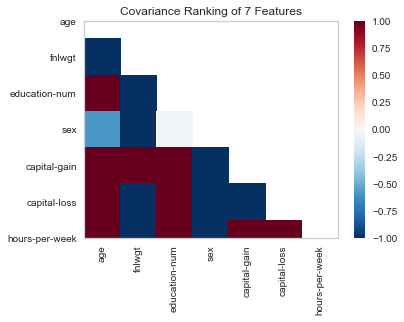 Covariance Ranking of 7 Features
age
fnlwgt
education-num
sex
capital-gain
capital-loss
hours-per-week
age
fnlwgt
education-num
sex
capital-gain
capital-loss
hours-per-week
1.00
0.75
0.50
0.25
0.00
−0.25
−0.50
−0.75
−1.00